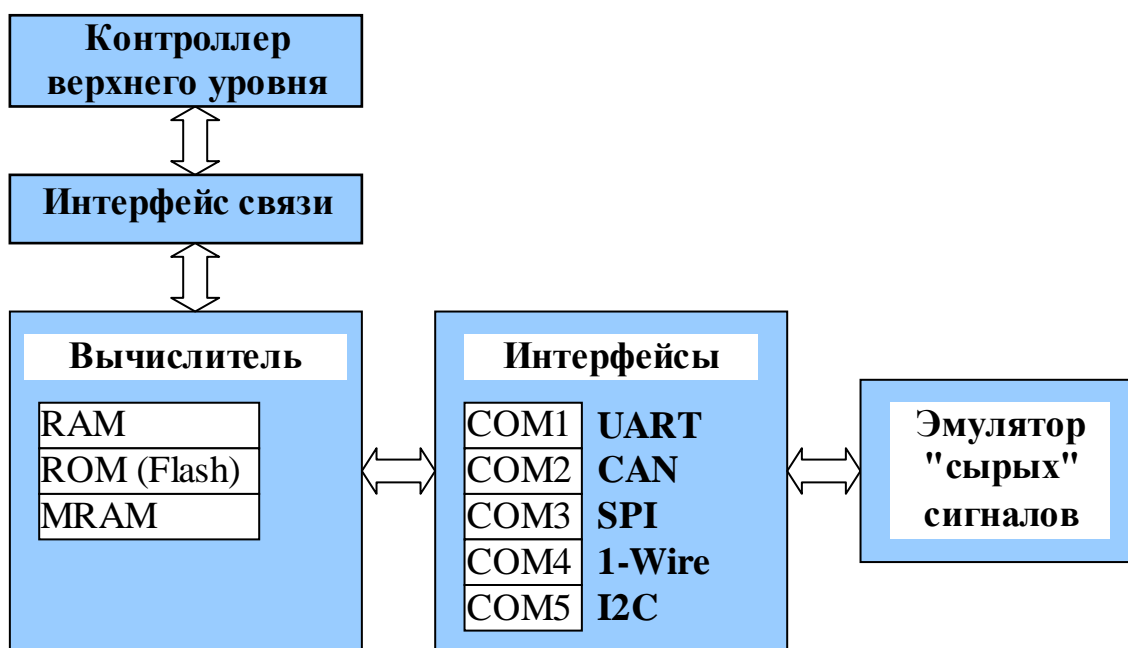 Контроллер
верхнего уровня
Интерфейс связи
Вычислитель
RAM
ROM (Flash)
MRAM
Интерфейсы
COM1 UART
COM2 CAN
COM3 SPI
COM4 1-Wire
COM5 I2C
Эмулятор
"сырых"
сигналов